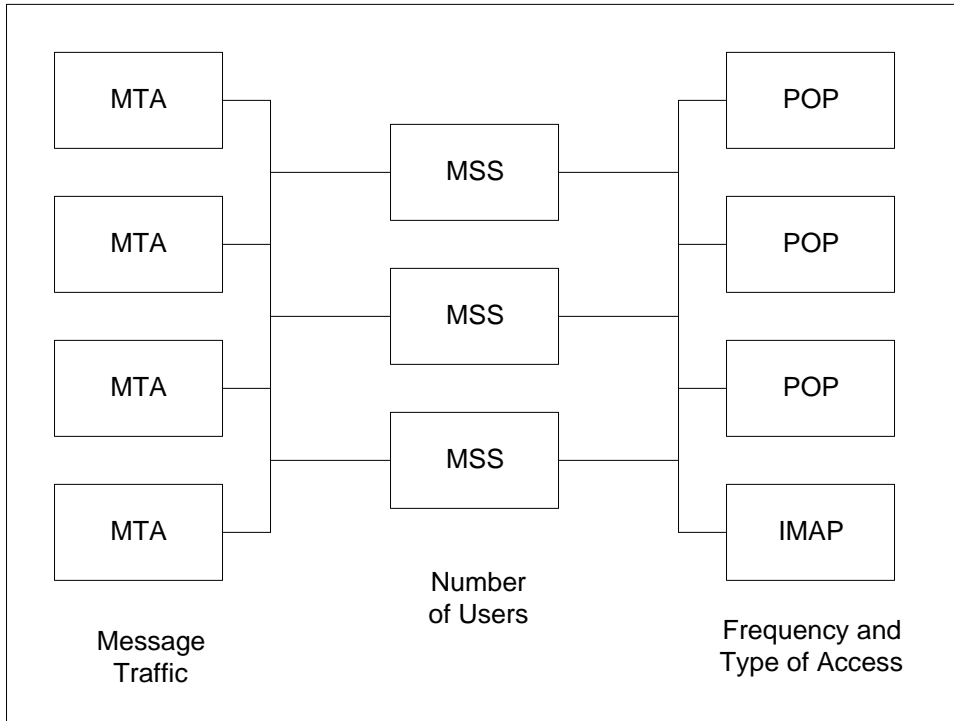 MTA
MTA
MTA
MTA
Message
Traffic
MSS
MSS
MSS
Number
of Users
POP
POP
POP
IMAP
Frequency and
Type of Access